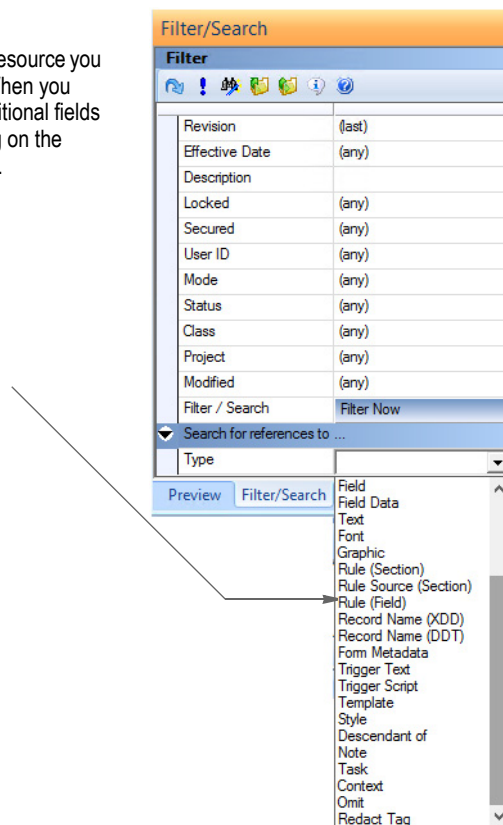 esource you
When you
itional fields
g on the
.
Filter/Search
Filter
Revision (last)
Effective Date (any)
Description
Locked (any)
Secured (any)
User ID (any)
Mode (any)
Status (any)
Class (any)
Project (any)
Modified (any)
Filter / Search Filter Now
Search for references to ...
Type
Preview Filter/Search
Field
Field Data
Text
Font
Graphic
Rule (Section)
Rule Source (Section)
Rule (Field)
Record Name (XDD)
Record Name (DDT)
Form Metadata
Trigger Text
Trigger Script
Template
Style
Descendant of
Note
Task
Context
Omit
Redact Tag